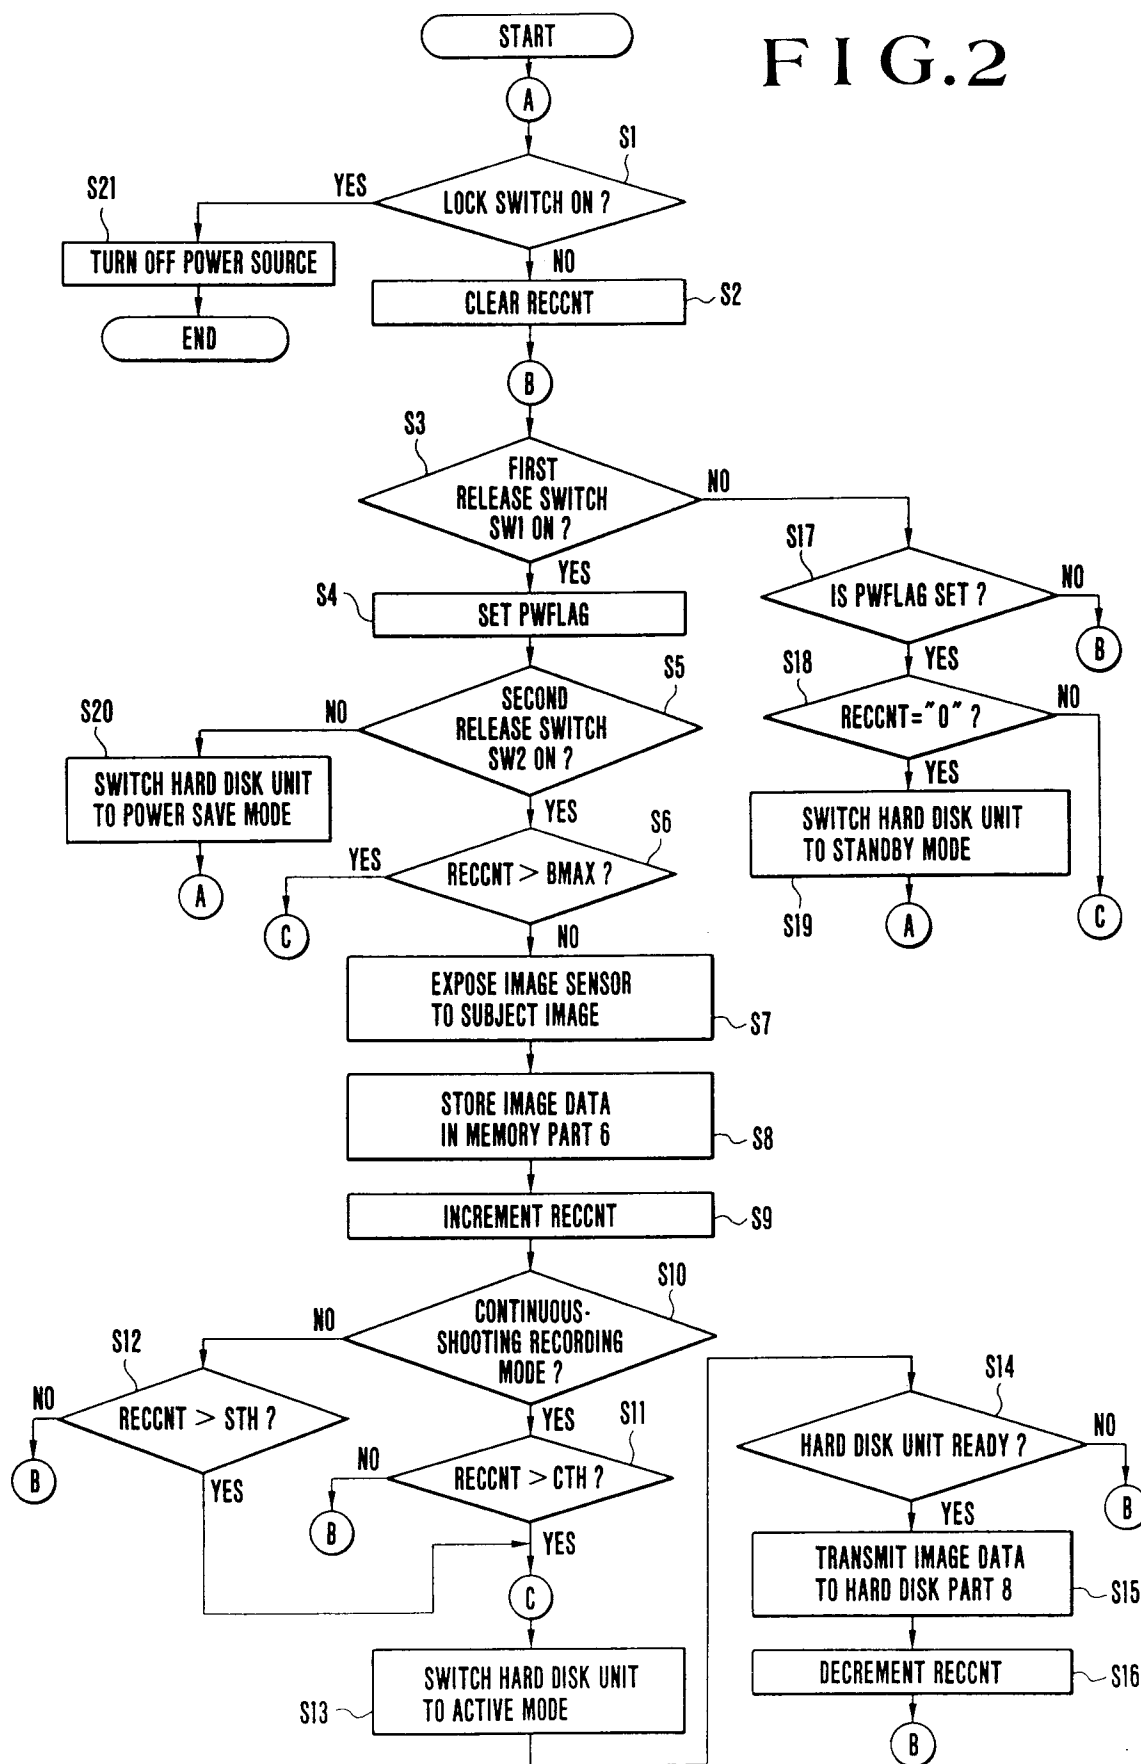 START
FIG.2
A
S1
YES
LOCK SWITCH ON ?
S21
NO
TURN OFF POWER SOURCE
CLEAR RECCNT
S2
END
B
S3
FIRST
RELEASE SWITCH
SW1 ON ?
NO
S17
YES
IS PWFLAG SET ?
NO
S4
SET PWFLAG
B
YES
S18
S5
SECOND
RELEASE SWITCH
SW2 ON ?
NO
RECCNT="0" ?
NO
S20
YES
SWITCH HARD DISK UNIT
TO POWER SAVE MODE
YES
SWITCH HARD DISK UNIT
TO STANDBY MODE
S6
YES
RECCNT > BMAX ?
A
C
S19
A
C
NO
EXPOSE IMAGE SENSOR
TO SUBJECT IMAGE
S7
STORE IMAGE DATA
IN MEMORY PART 6
S8
INCREMENT RECCNT
S9
S10
CONTINUOUS-
SHOOTING RECORDING
MODE ?
NO
S12
S14
NO
RECCNT > STH ?
YES
S11
HARD DISK UNIT READY ?
NO
B
NO
RECCNT > CTH ?
YES
B
YES
B
YES
TRANSMIT IMAGE DATA
TO HARD DISK PART 8
S15
C
SWITCH HARD DISK UNIT
TO ACTIVE MODE
S13
DECREMENT RECCNT
S16
B